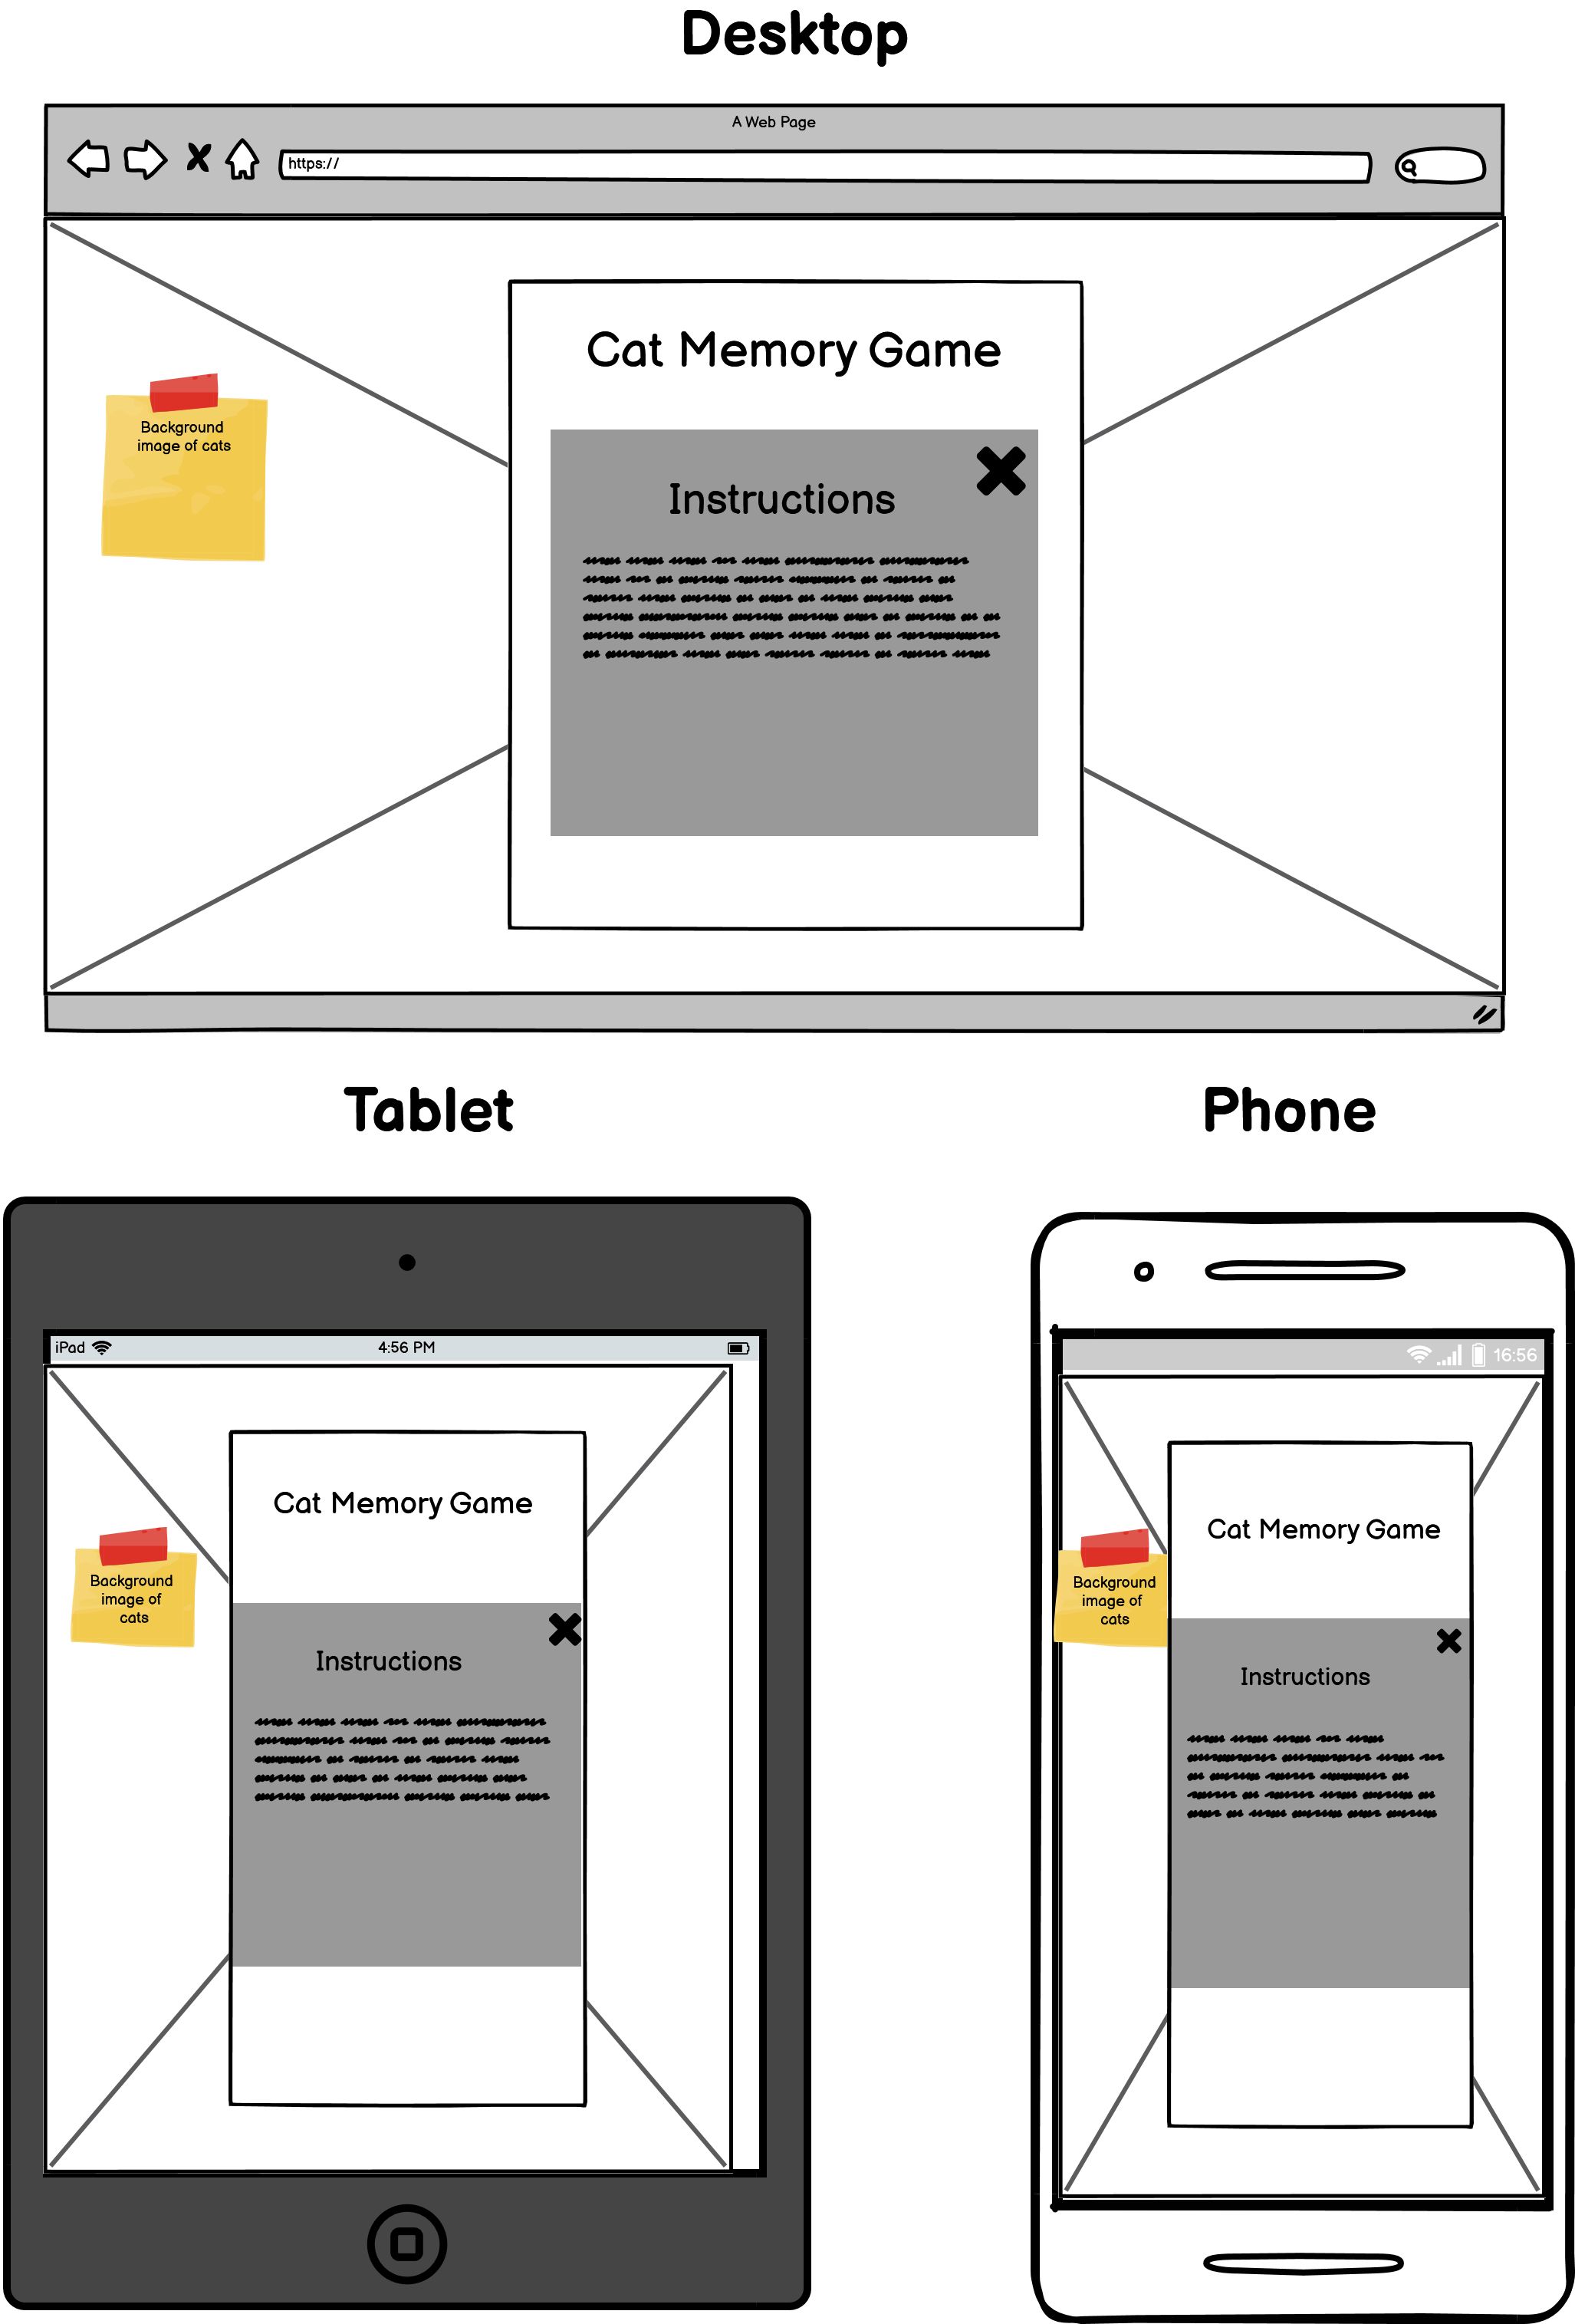 Desktop
A Web Page
https://
Cat Memory Game
Background
image of cats
Instructions
Tablet
Phone
iPad
4:56 PM
Cat Memory Game
Background
image of
cats
Instructions
16:56
Cat Memory Game
Background
image of
cats
Instructions